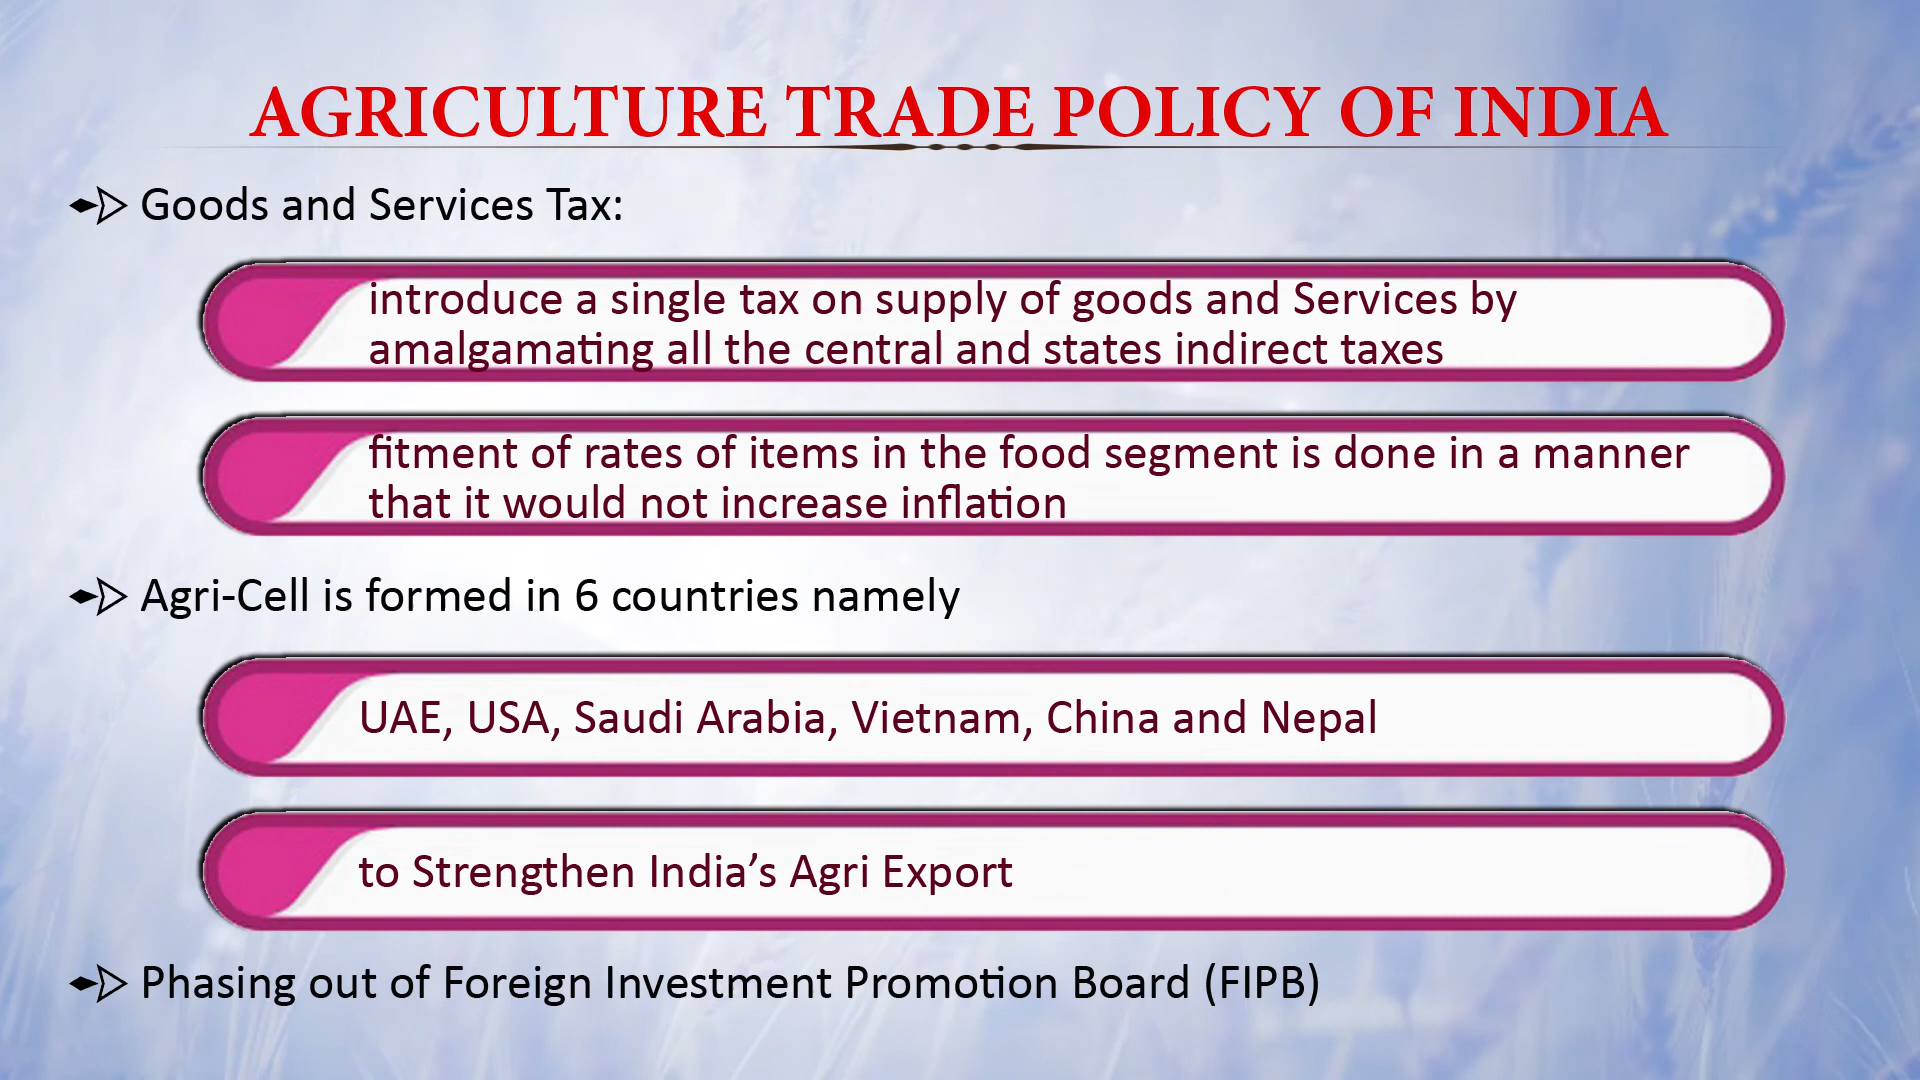 AGRICULTURE TRADE POLICY OF INDIA
Goods and Services Tax:
introduce a single tax on supply of goods and Services by
amalgamating all the central and states indirect taxes
fitment of rates of items in the food segment is done in a manner
that it would not increase inflation
Agri-Cell is formed in 6 countries namely
UAE, USA, Saudi Arabia, Vietnam, China and Nepal
to Strengthen India’s Agri Export
Phasing out of Foreign Investment Promotion Board (FIPB)